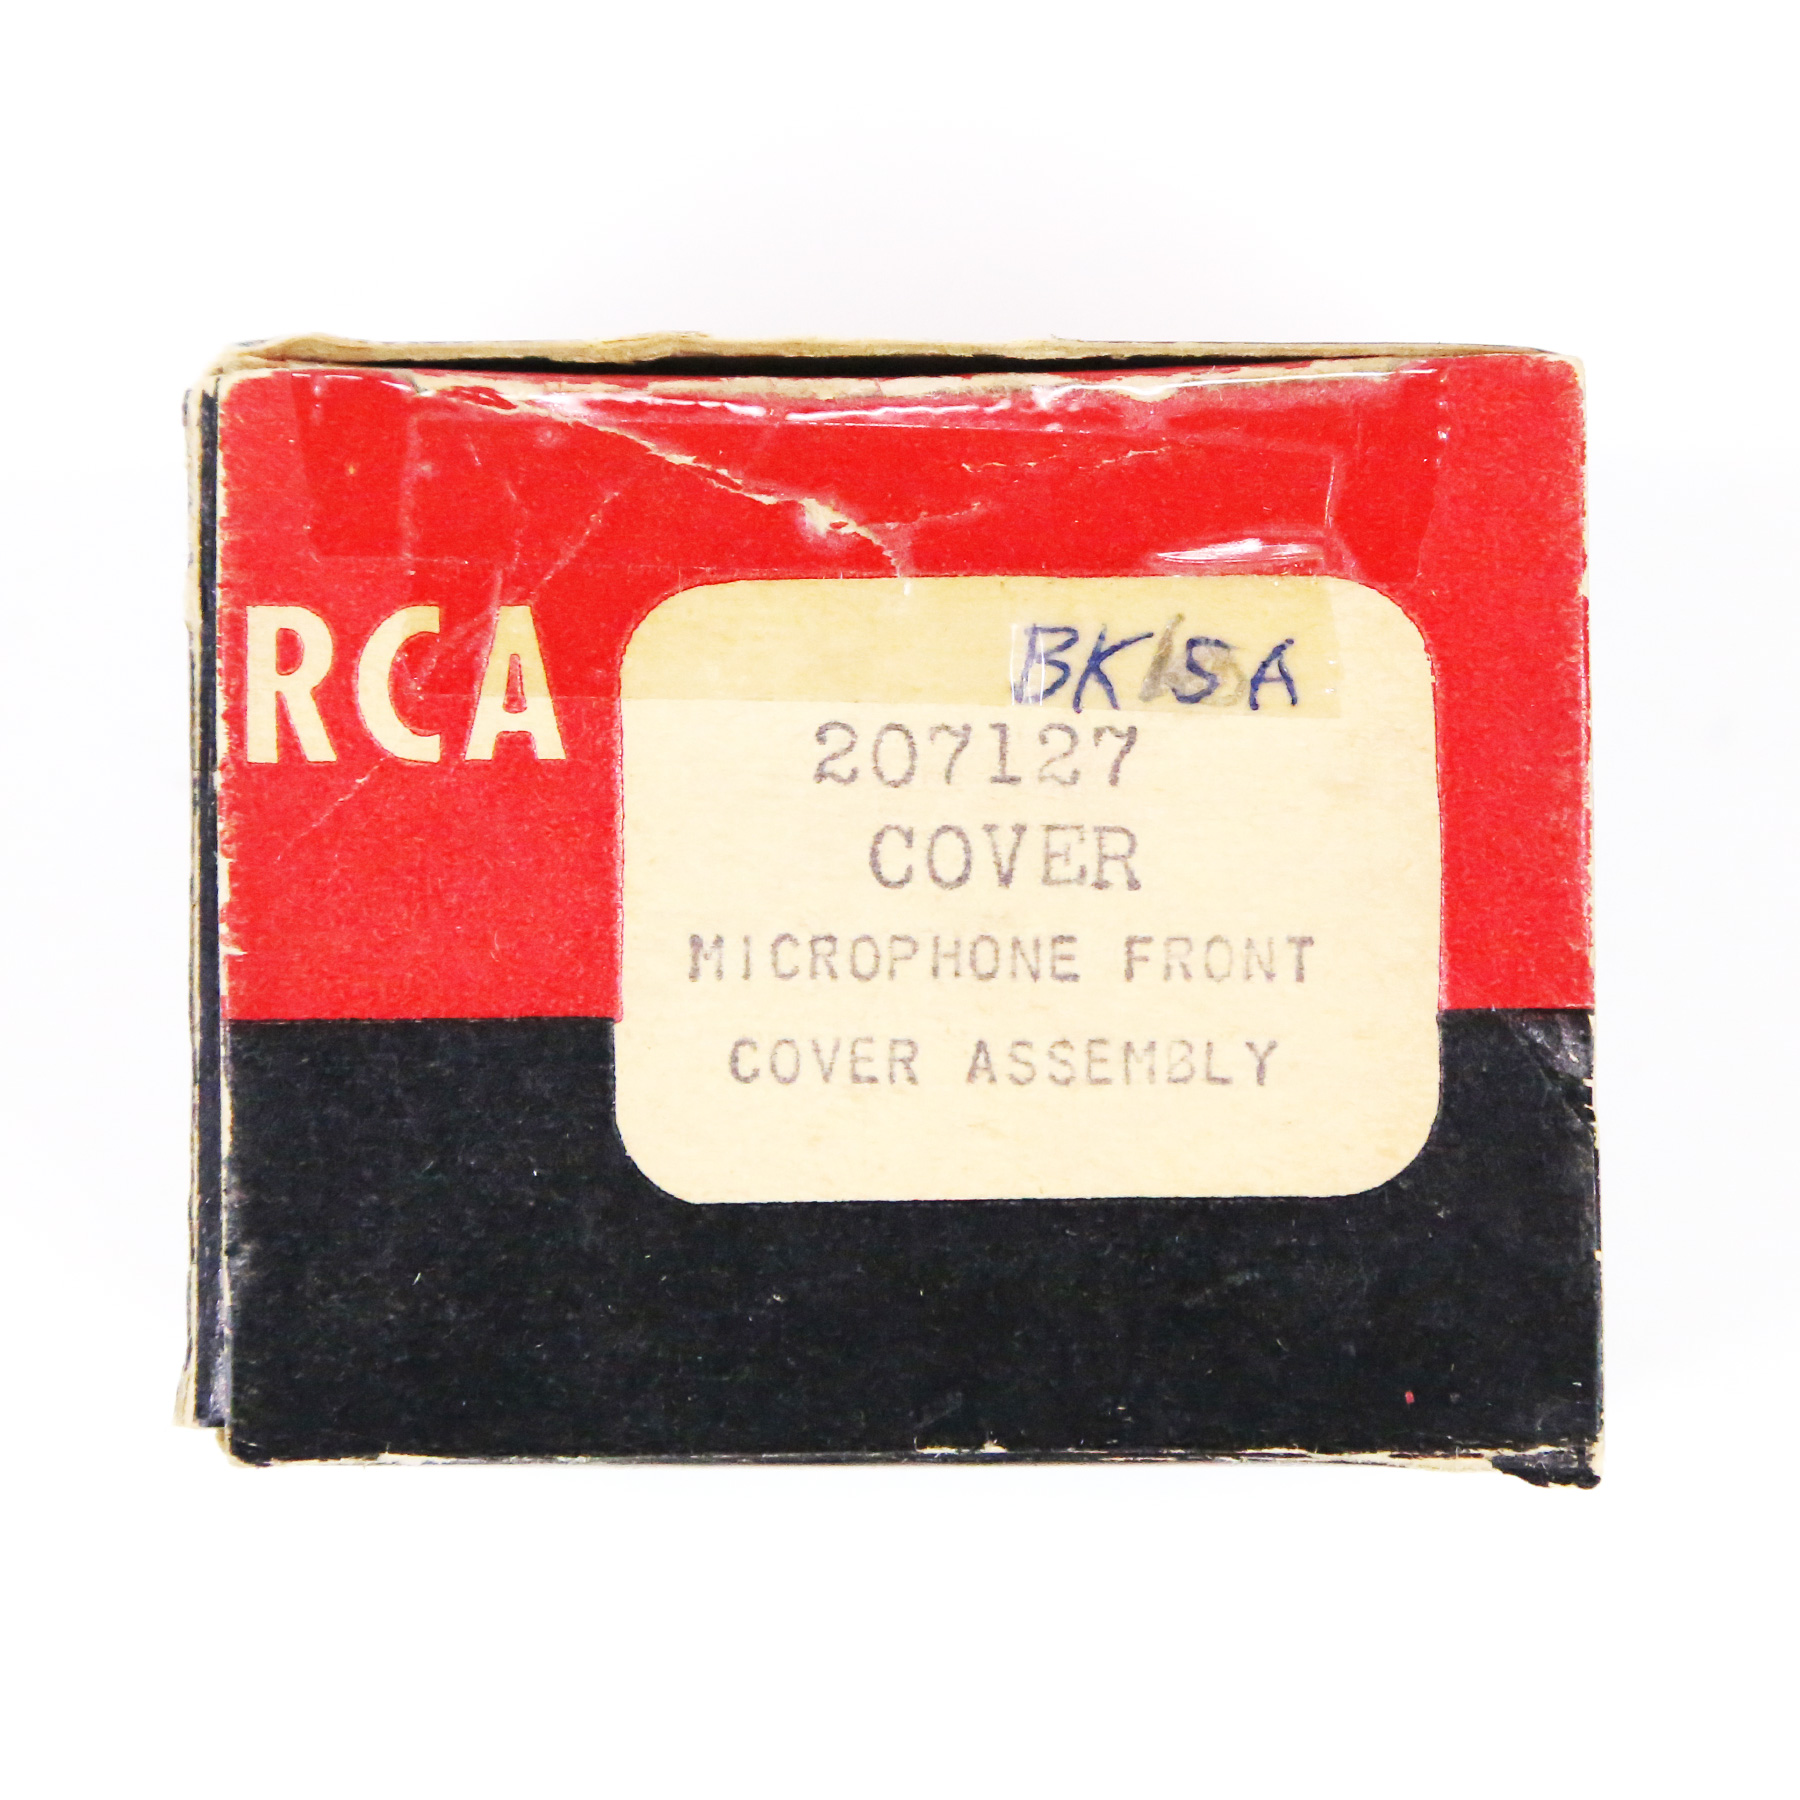 RCA
BK5A
207127
COVER
MICROPHONE FRONT
COVER ASSEMBLY